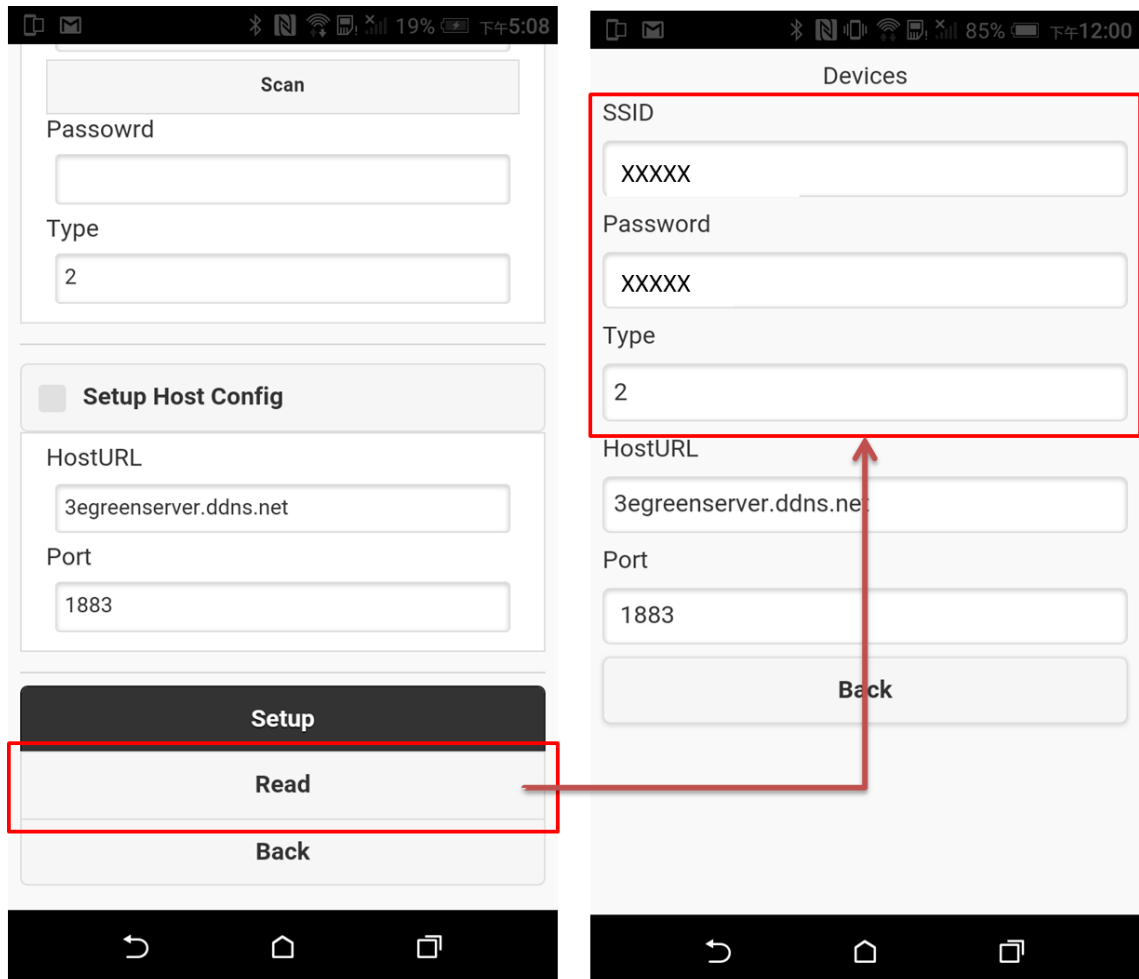 19% 下午5:08
Scan
Passowrd
Type
2
Setup Host Config
HostURL
3egreenserver.ddns.net
Port
1883
Setup
Read
Back
85% 下午12:00
Devices
SSID
XXXXX
Password
XXXXX
Type
2
HostURL
3egreenserver.ddns.net
Port
1883
Back